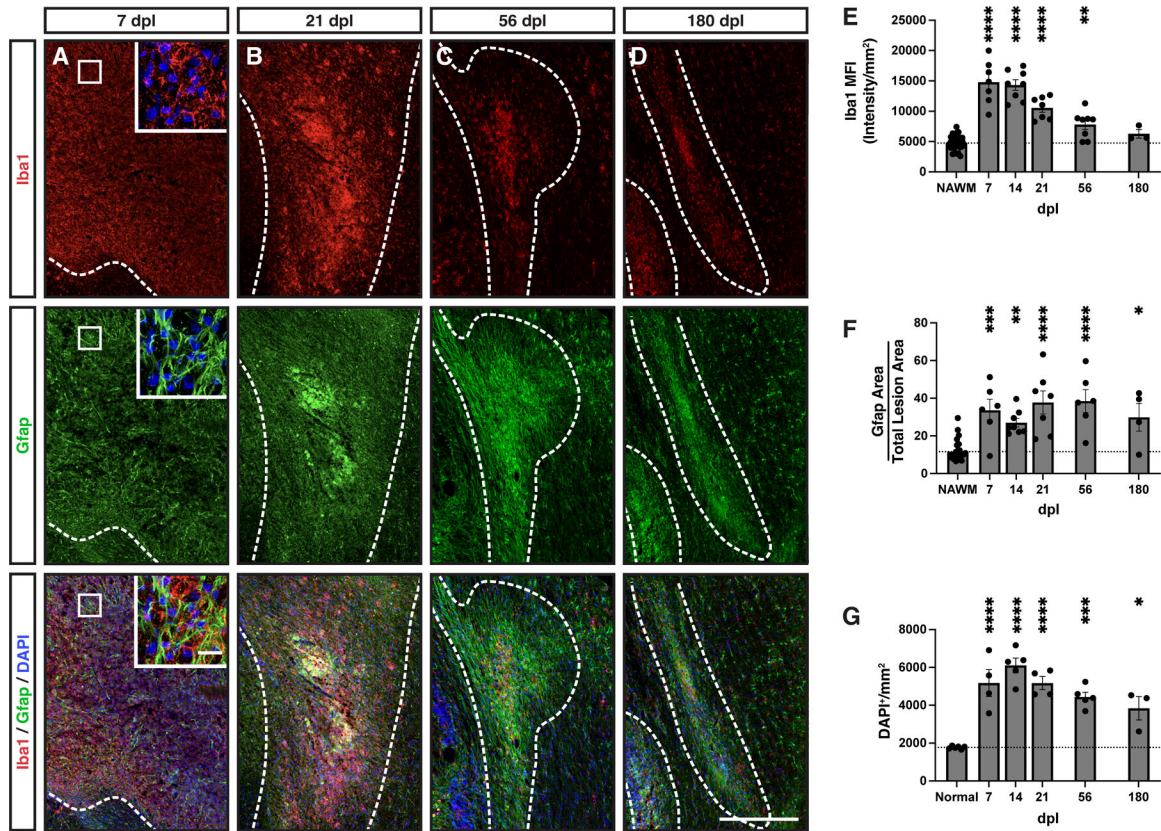 7 dpl
21 dpl
56 dpl
180 dpl
Iba1
A
B
C
D
Gfap
Iba1 / Gfap / DAPI
E
Iba1 MFI
(Intensity/mm²)
25000
20000
15000
10000
5000
0
****
****
****
**
NAWM 7 14 21 56 180
dpl
F
Gfap Area
Total Lesion Area
80
60
40
20
0
***
**
****
****
*
NAWM 7 14 21 56 180
dpl
G
DAPI⁺/mm²
8000
6000
4000
2000
0
****
****
****
***
*
Normal 7 14 21 56 180
dpl